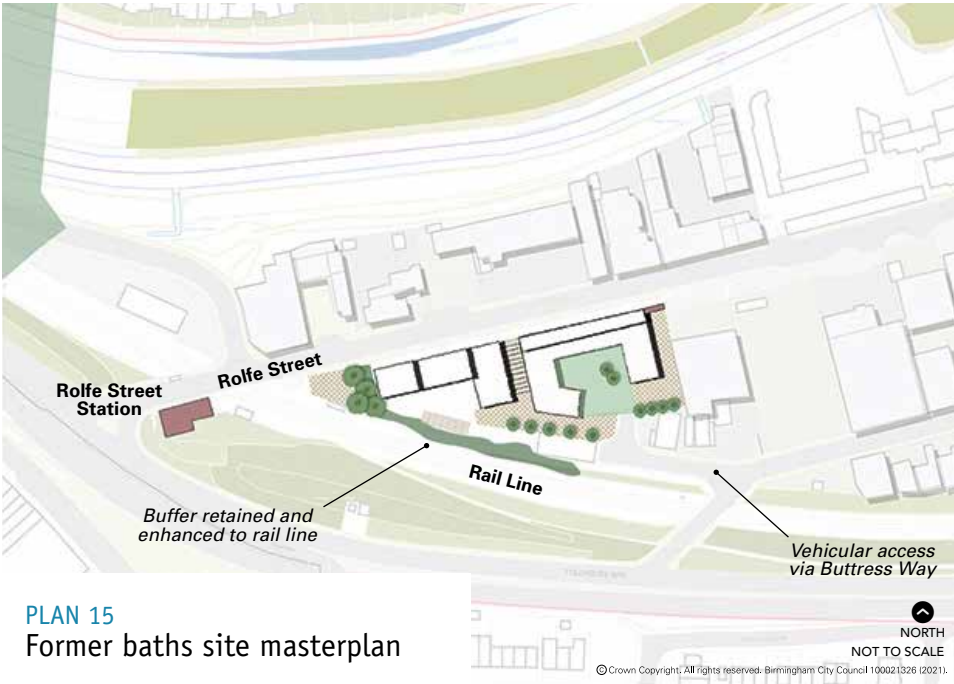 Rolfe Street
Rolfe Street
Station
Rail Line
Buffer retained and
enhanced to rail line
Vehicular access
via Buttress Way
PLAN 15
Former baths site masterplan
NORTH
NOT TO SCALE
© Crown Copyright. All rights reserved. Birmingham City Council 100021326 (2021).